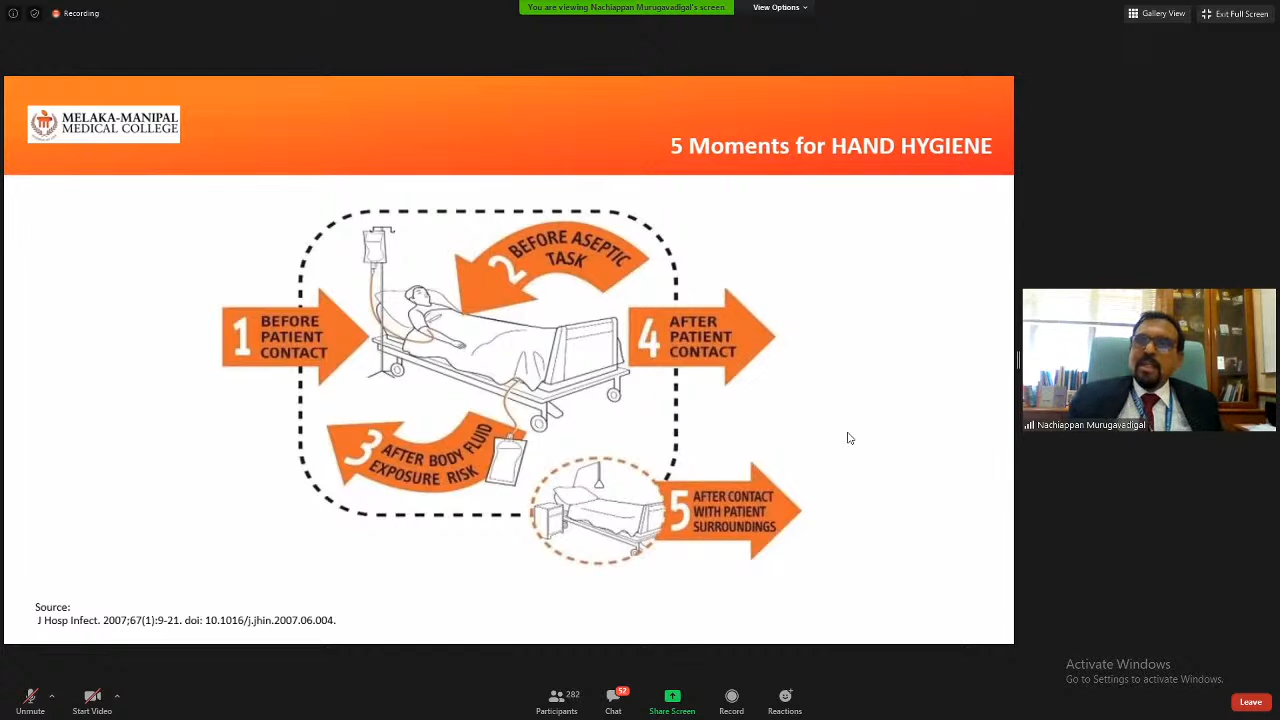 Recording
You are viewing Nachiappan Murugavadigal's screen
View Options
Gallery View
Exit Full Screen
MELAKA-MANIPAL
MEDICAL COLLEGE
5 Moments for HAND HYGIENE
1 BEFORE
PATIENT
CONTACT
2 BEFORE ASEPTIC
TASK
3 AFTER BODY FLUID
EXPOSURE RISK
4 AFTER
PATIENT
CONTACT
5 AFTER CONTACT
WITH PATIENT
SURROUNDINGS
Nachiappan Murugavadigal
Source:
J Hosp Infect. 2007;67(1):9-21. doi: 10.1016/j.jhin.2007.06.004.
Activate Windows
Go to Settings to activate Windows.
Unmute
Start Video
282
Participants
52
Chat
Share Screen
Record
Reactions
Leave